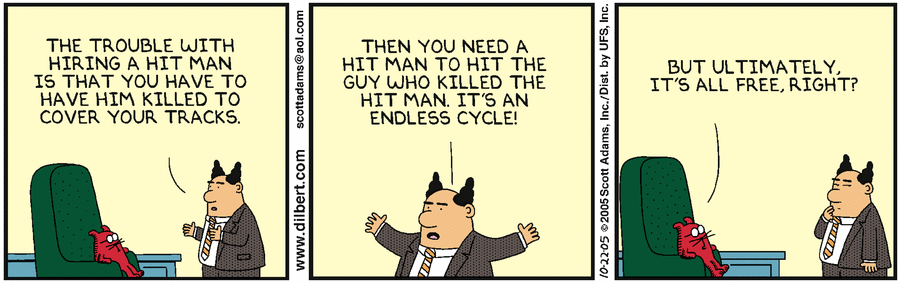 THE TROUBLE WITH
HIRING A HIT MAN
IS THAT YOU HAVE TO
HAVE HIM KILLED TO
COVER YOUR TRACKS.
www.dilbert.com
scottadams@aol.com
THEN YOU NEED A
HIT MAN TO HIT THE
GUY WHO KILLED THE
HIT MAN. IT'S AN
ENDLESS CYCLE!
10-22-05 ©2005 Scott Adams, Inc./Dist. by UFS, Inc.
BUT ULTIMATELY,
IT'S ALL FREE, RIGHT?